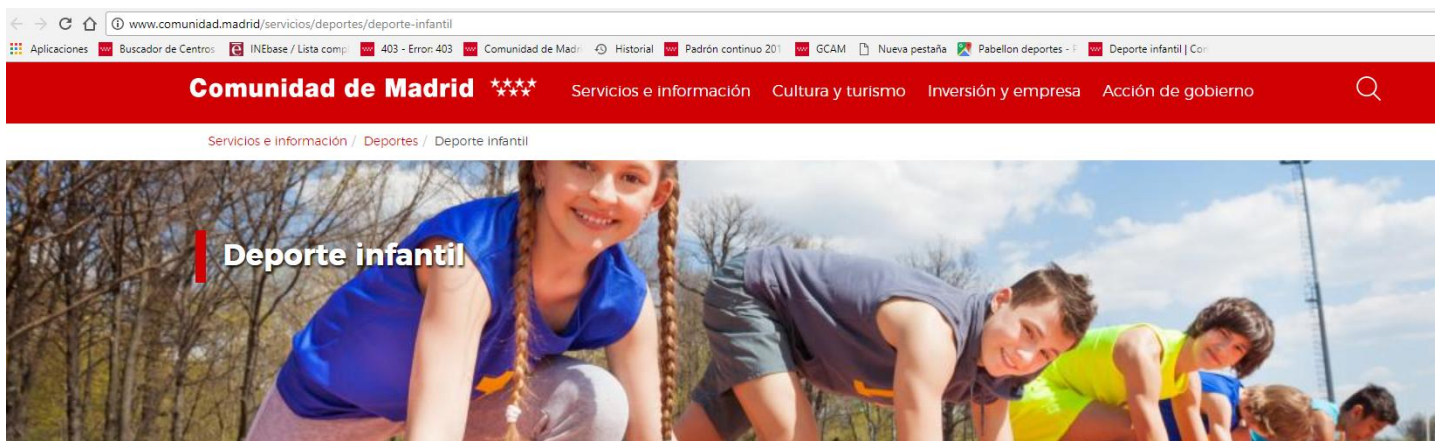 www.comunidad.madrid/servicios/deportes/deporte-infantil
Aplicaciones Buscador de Centros INEbase / Lista comp 403 - Error: 403 Comunidad de Madr Historial Padrón continuo 201 GCAM Nueva pestaña Pabellon deportes - Deporte infantil | Co
Comunidad de Madrid Servicios e información Cultura y turismo Inversión y empresa Acción de gobierno
Servicios e información / Deportes / Deporte infantil
Deporte infantil